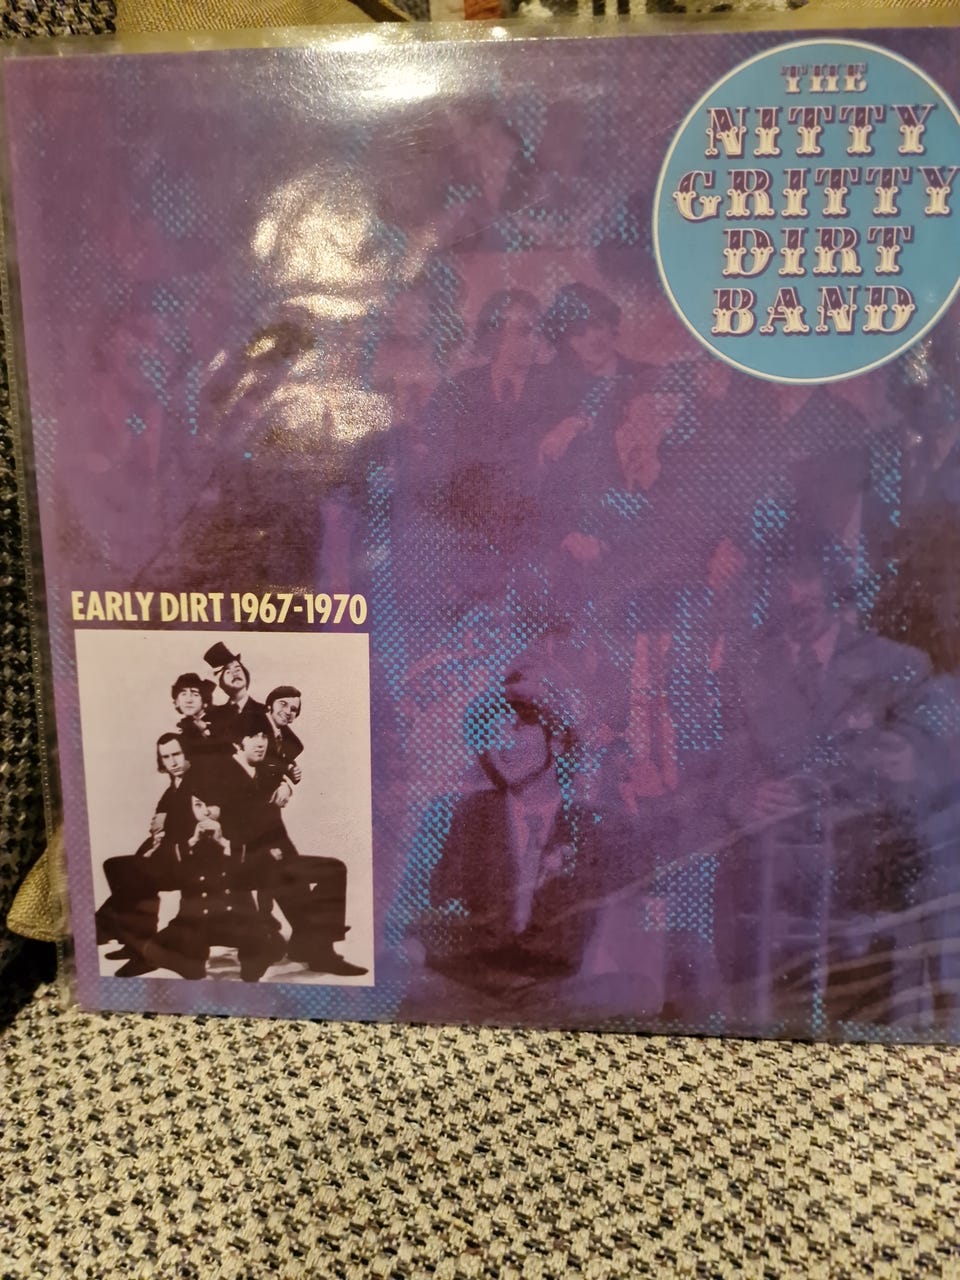 THE
NITTY
GRITTY
DIRT
BAND
EARLY DIRT 1967-1970